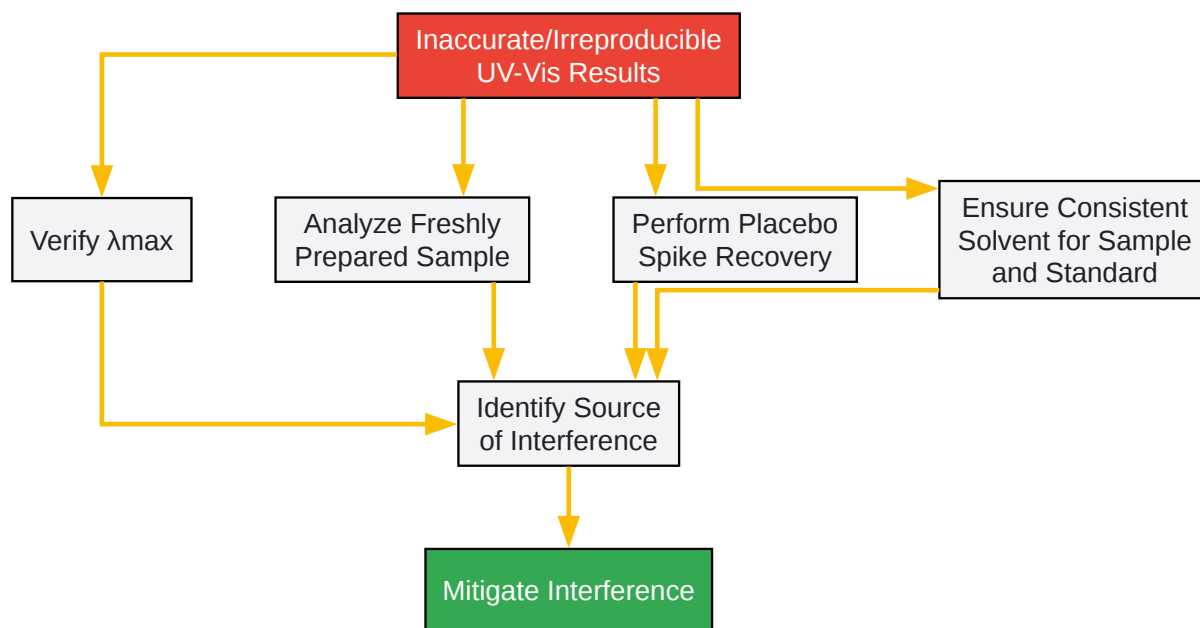 Inaccurate/Irreproducible
UV-Vis Results
Verify λmax
Analyze Freshly
Prepared Sample
Perform Placebo
Spike Recovery
Ensure Consistent
Solvent for Sample
and Standard
Identify Source
of Interference
Mitigate Interference